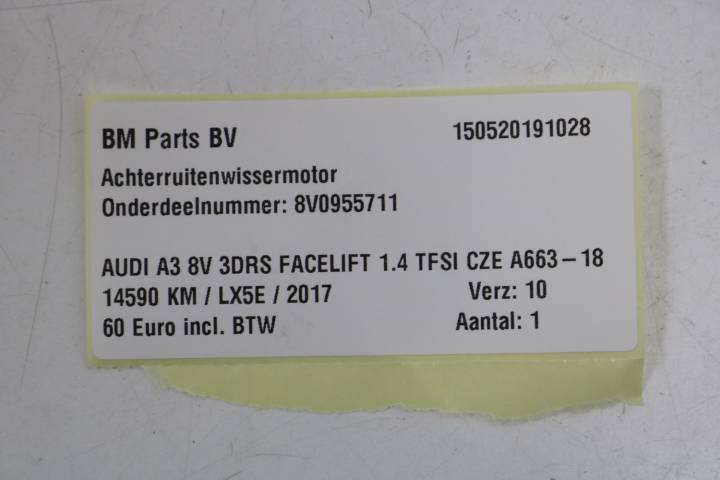 BM Parts BV 150520191028
Achterruitenwissermotor
Onderdeelnummer: 8V0955711
AUDI A3 8V 3DRS FACELIFT 1.4 TFSI CZE A663-18
14590 KM / LX5E / 2017 Verz: 10
60 Euro incl. BTW Aantal: 1